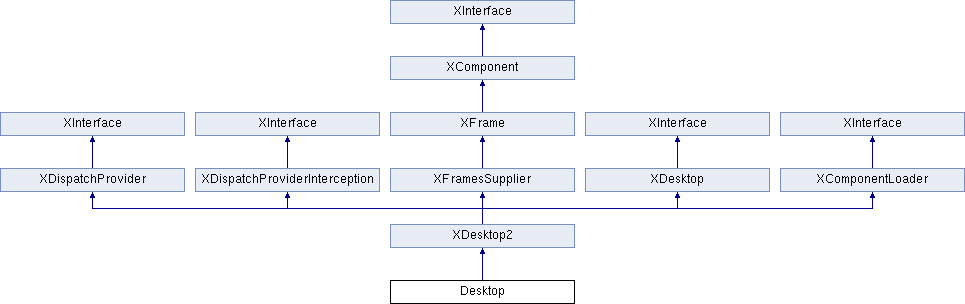 XInterface
XComponent
XInterface XInterface XFrame XInterface XInterface
XDispatchProvider XDispatchProviderInterception XFramesSupplier XDesktop XComponentLoader
XDesktop2
Desktop